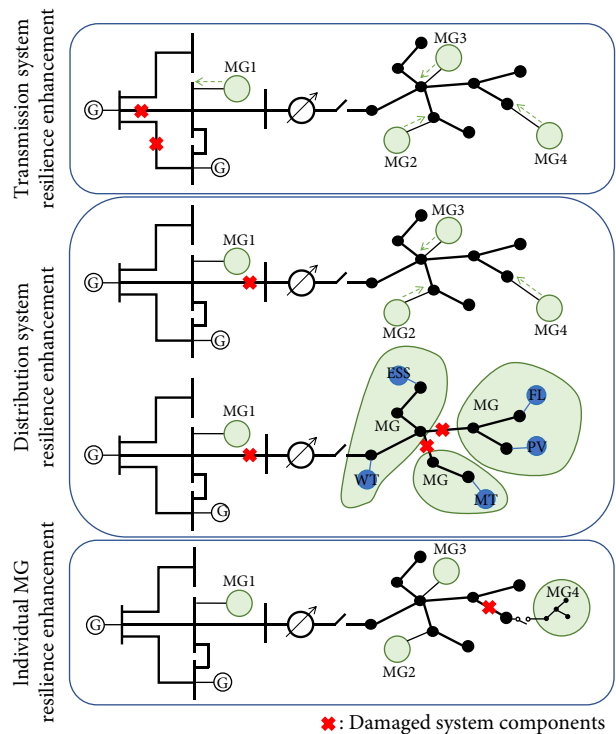 Transmission system
resilience enhancement
MG3
MG1
G
MG2
MG4
G
Distribution system
resilience enhancement
MG3
MG1
G
MG2
MG4
G
ESS
FL
MG1
MG
MG
G
PV
WT
MG
MT
G
Individual MG
resilience enhancement
MG3
MG1
MG4
G
MG2
G
: Damaged system components